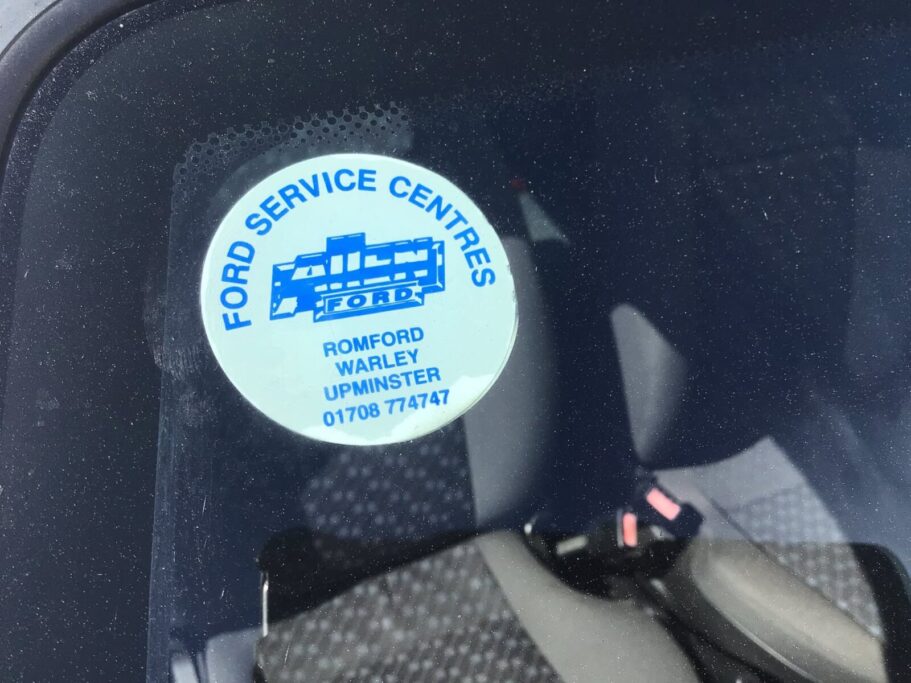 FORD SERVICE CENTRES
ALLEN
FORD
ROMFORD
WARLEY
UPMINSTER
01708 774747